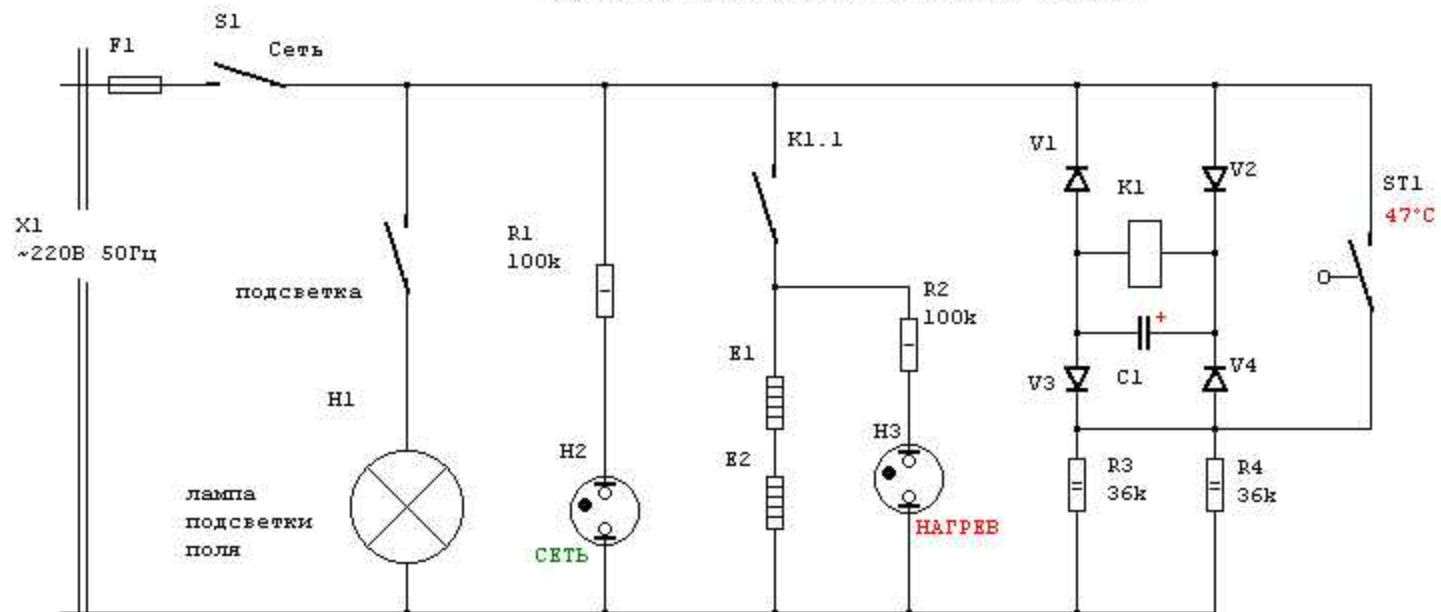 S1
F1
Сеть
K1.1
V1
V2
K1
ST1
47°C
X1
~220В 50Гц
R1
100k
подсветка
R2
100k
+
E1
V3
C1
V4
H1
H2
E2
H3
R3
36k
R4
36k
лампа
подсветки
поля
НАГРЕВ
СЕТЬ